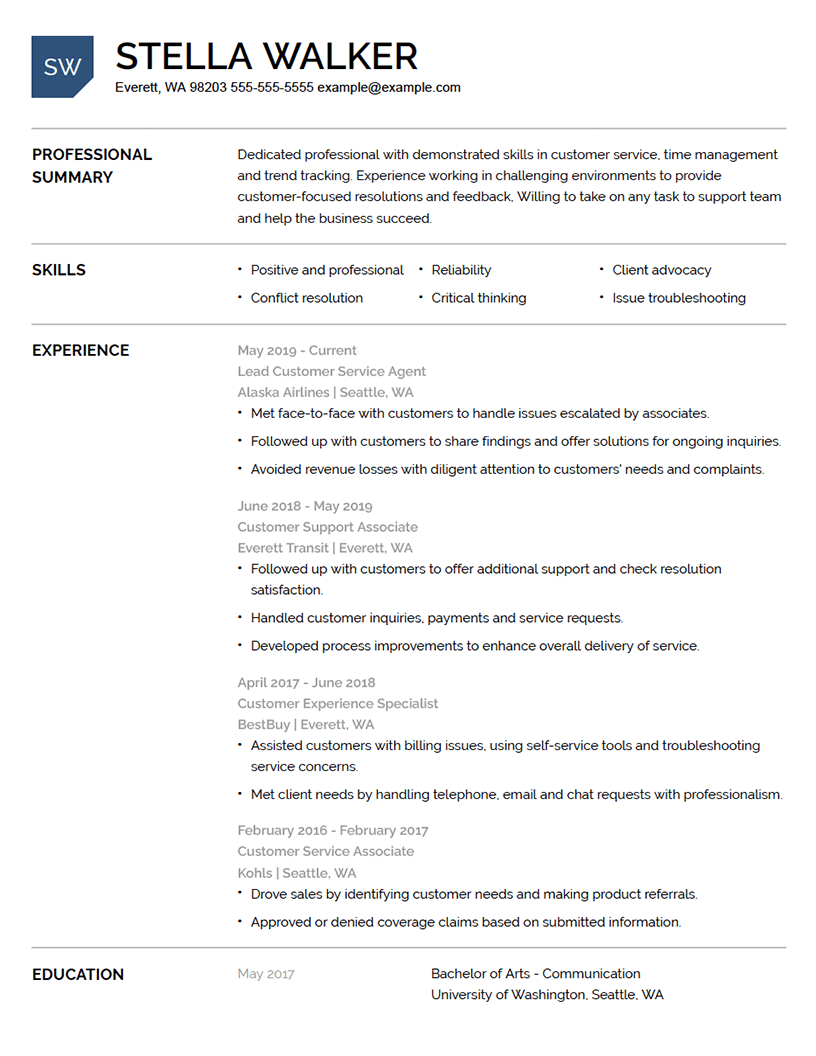 SW
STELLA WALKER
Everett, WA 98203 555-555-5555 example@example.com
PROFESSIONAL SUMMARY
Dedicated professional with demonstrated skills in customer service, time management
and trend tracking. Experience working in challenging environments to provide
customer-focused resolutions and feedback, Willing to take on any task to support team
and help the business succeed.
SKILLS
• Positive and professional • Reliability • Client advocacy
• Conflict resolution • Critical thinking • Issue troubleshooting
EXPERIENCE
May 2019 - Current
Lead Customer Service Agent
Alaska Airlines | Seattle, WA
• Met face-to-face with customers to handle issues escalated by associates.
• Followed up with customers to share findings and offer solutions for ongoing inquiries.
• Avoided revenue losses with diligent attention to customers' needs and complaints.
June 2018 - May 2019
Customer Support Associate
Everett Transit | Everett, WA
• Followed up with customers to offer additional support and check resolution
satisfaction.
• Handled customer inquiries, payments and service requests.
• Developed process improvements to enhance overall delivery of service.
April 2017 - June 2018
Customer Experience Specialist
BestBuy | Everett, WA
• Assisted customers with billing issues, using self-service tools and troubleshooting
service concerns.
• Met client needs by handling telephone, email and chat requests with professionalism.
February 2016 - February 2017
Customer Service Associate
Kohls | Seattle, WA
• Drove sales by identifying customer needs and making product referrals.
• Approved or denied coverage claims based on submitted information.
EDUCATION
May 2017
Bachelor of Arts - Communication
University of Washington, Seattle, WA